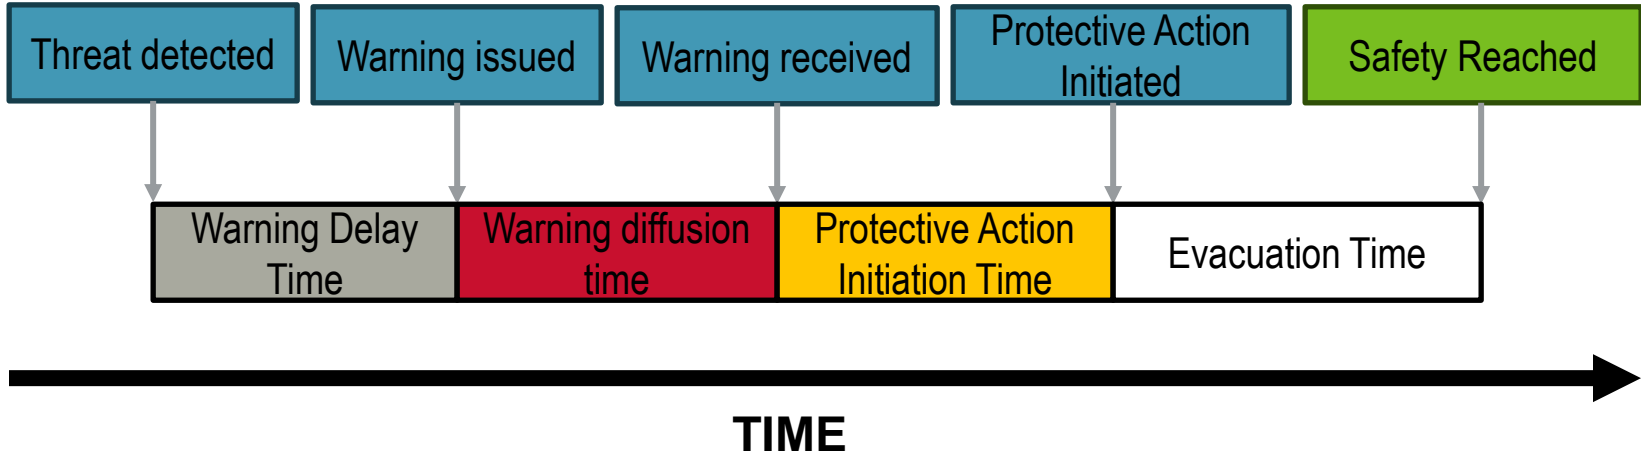 Threat detected
Warning issued
Warning received
Protective Action
Initiated
Safety Reached
Warning Delay
Time
Warning diffusion
time
Protective Action
Initiation Time
Evacuation Time
TIME